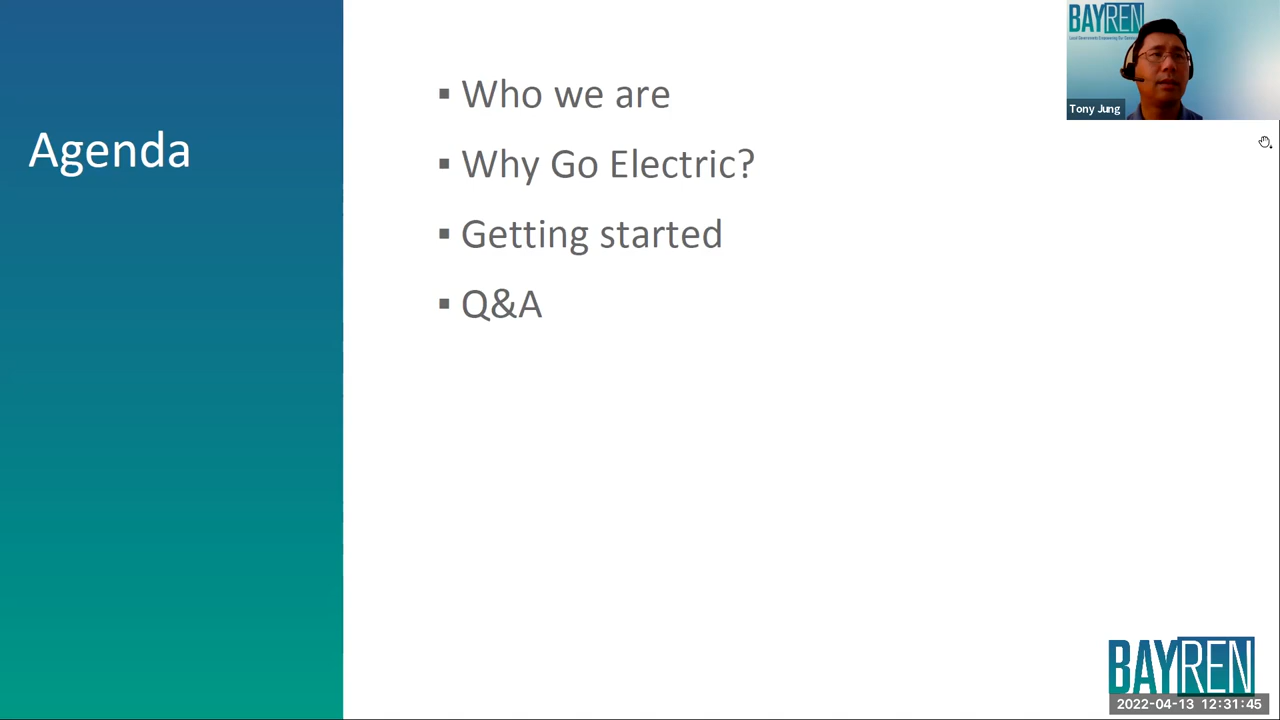 Agenda
▪ Who we are
▪ Why Go Electric?
▪ Getting started
▪ Q&A
BAYREN
Tony Jung
BAYREN
2022-04-13 12:31:45